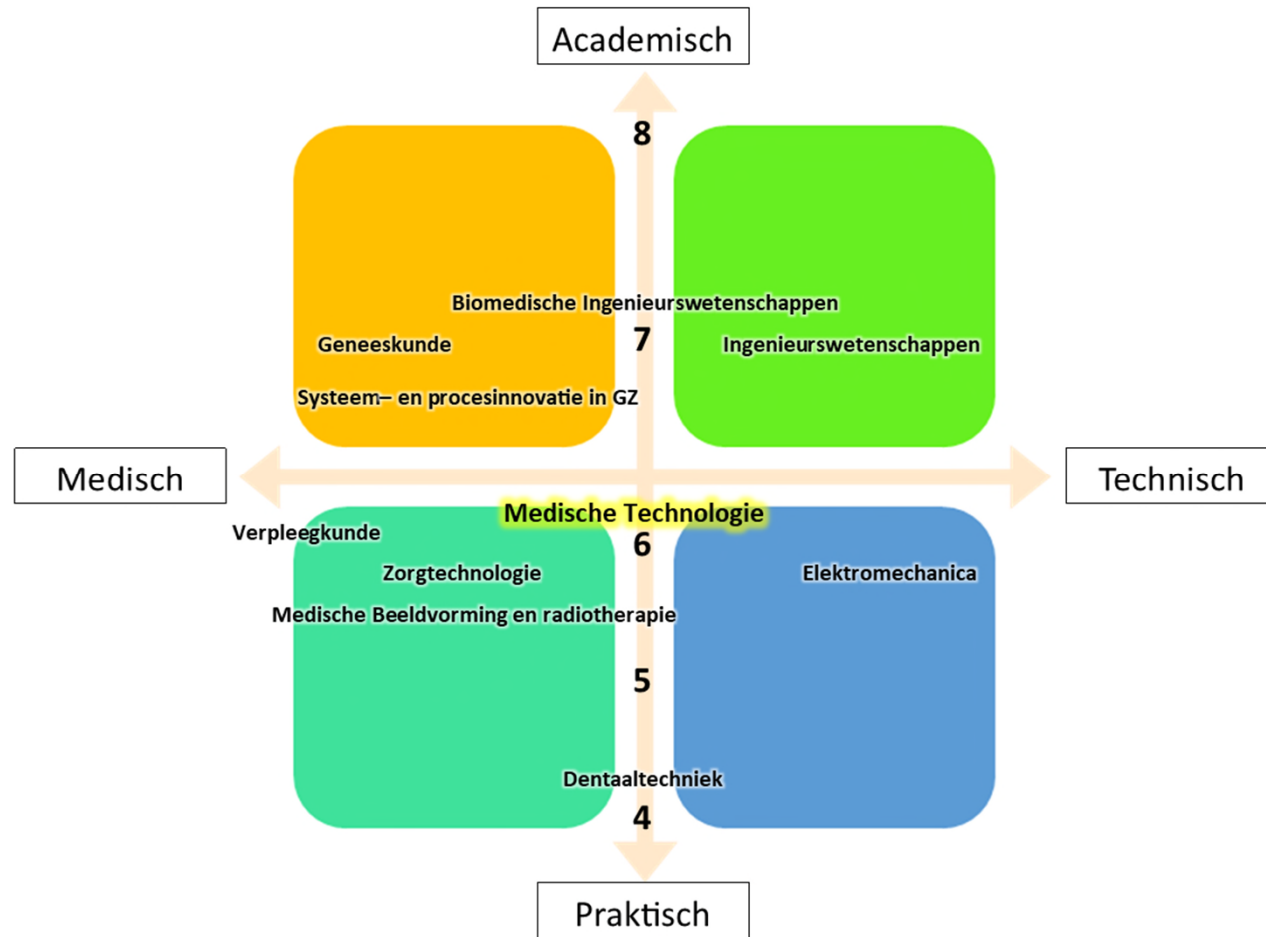 Academisch
8
Biomedische Ingenieurswetenschappen
7
Geneeskunde
Ingenieurswetenschappen
Systeem– en procesinnovatie in GZ
Medisch
Technisch
Medische Technologie
Verpleegkunde
6
Zorgtechnologie
Elektromechanica
Medische Beeldvorming en radiotherapie
5
Dentaaltechniek
4
Praktisch